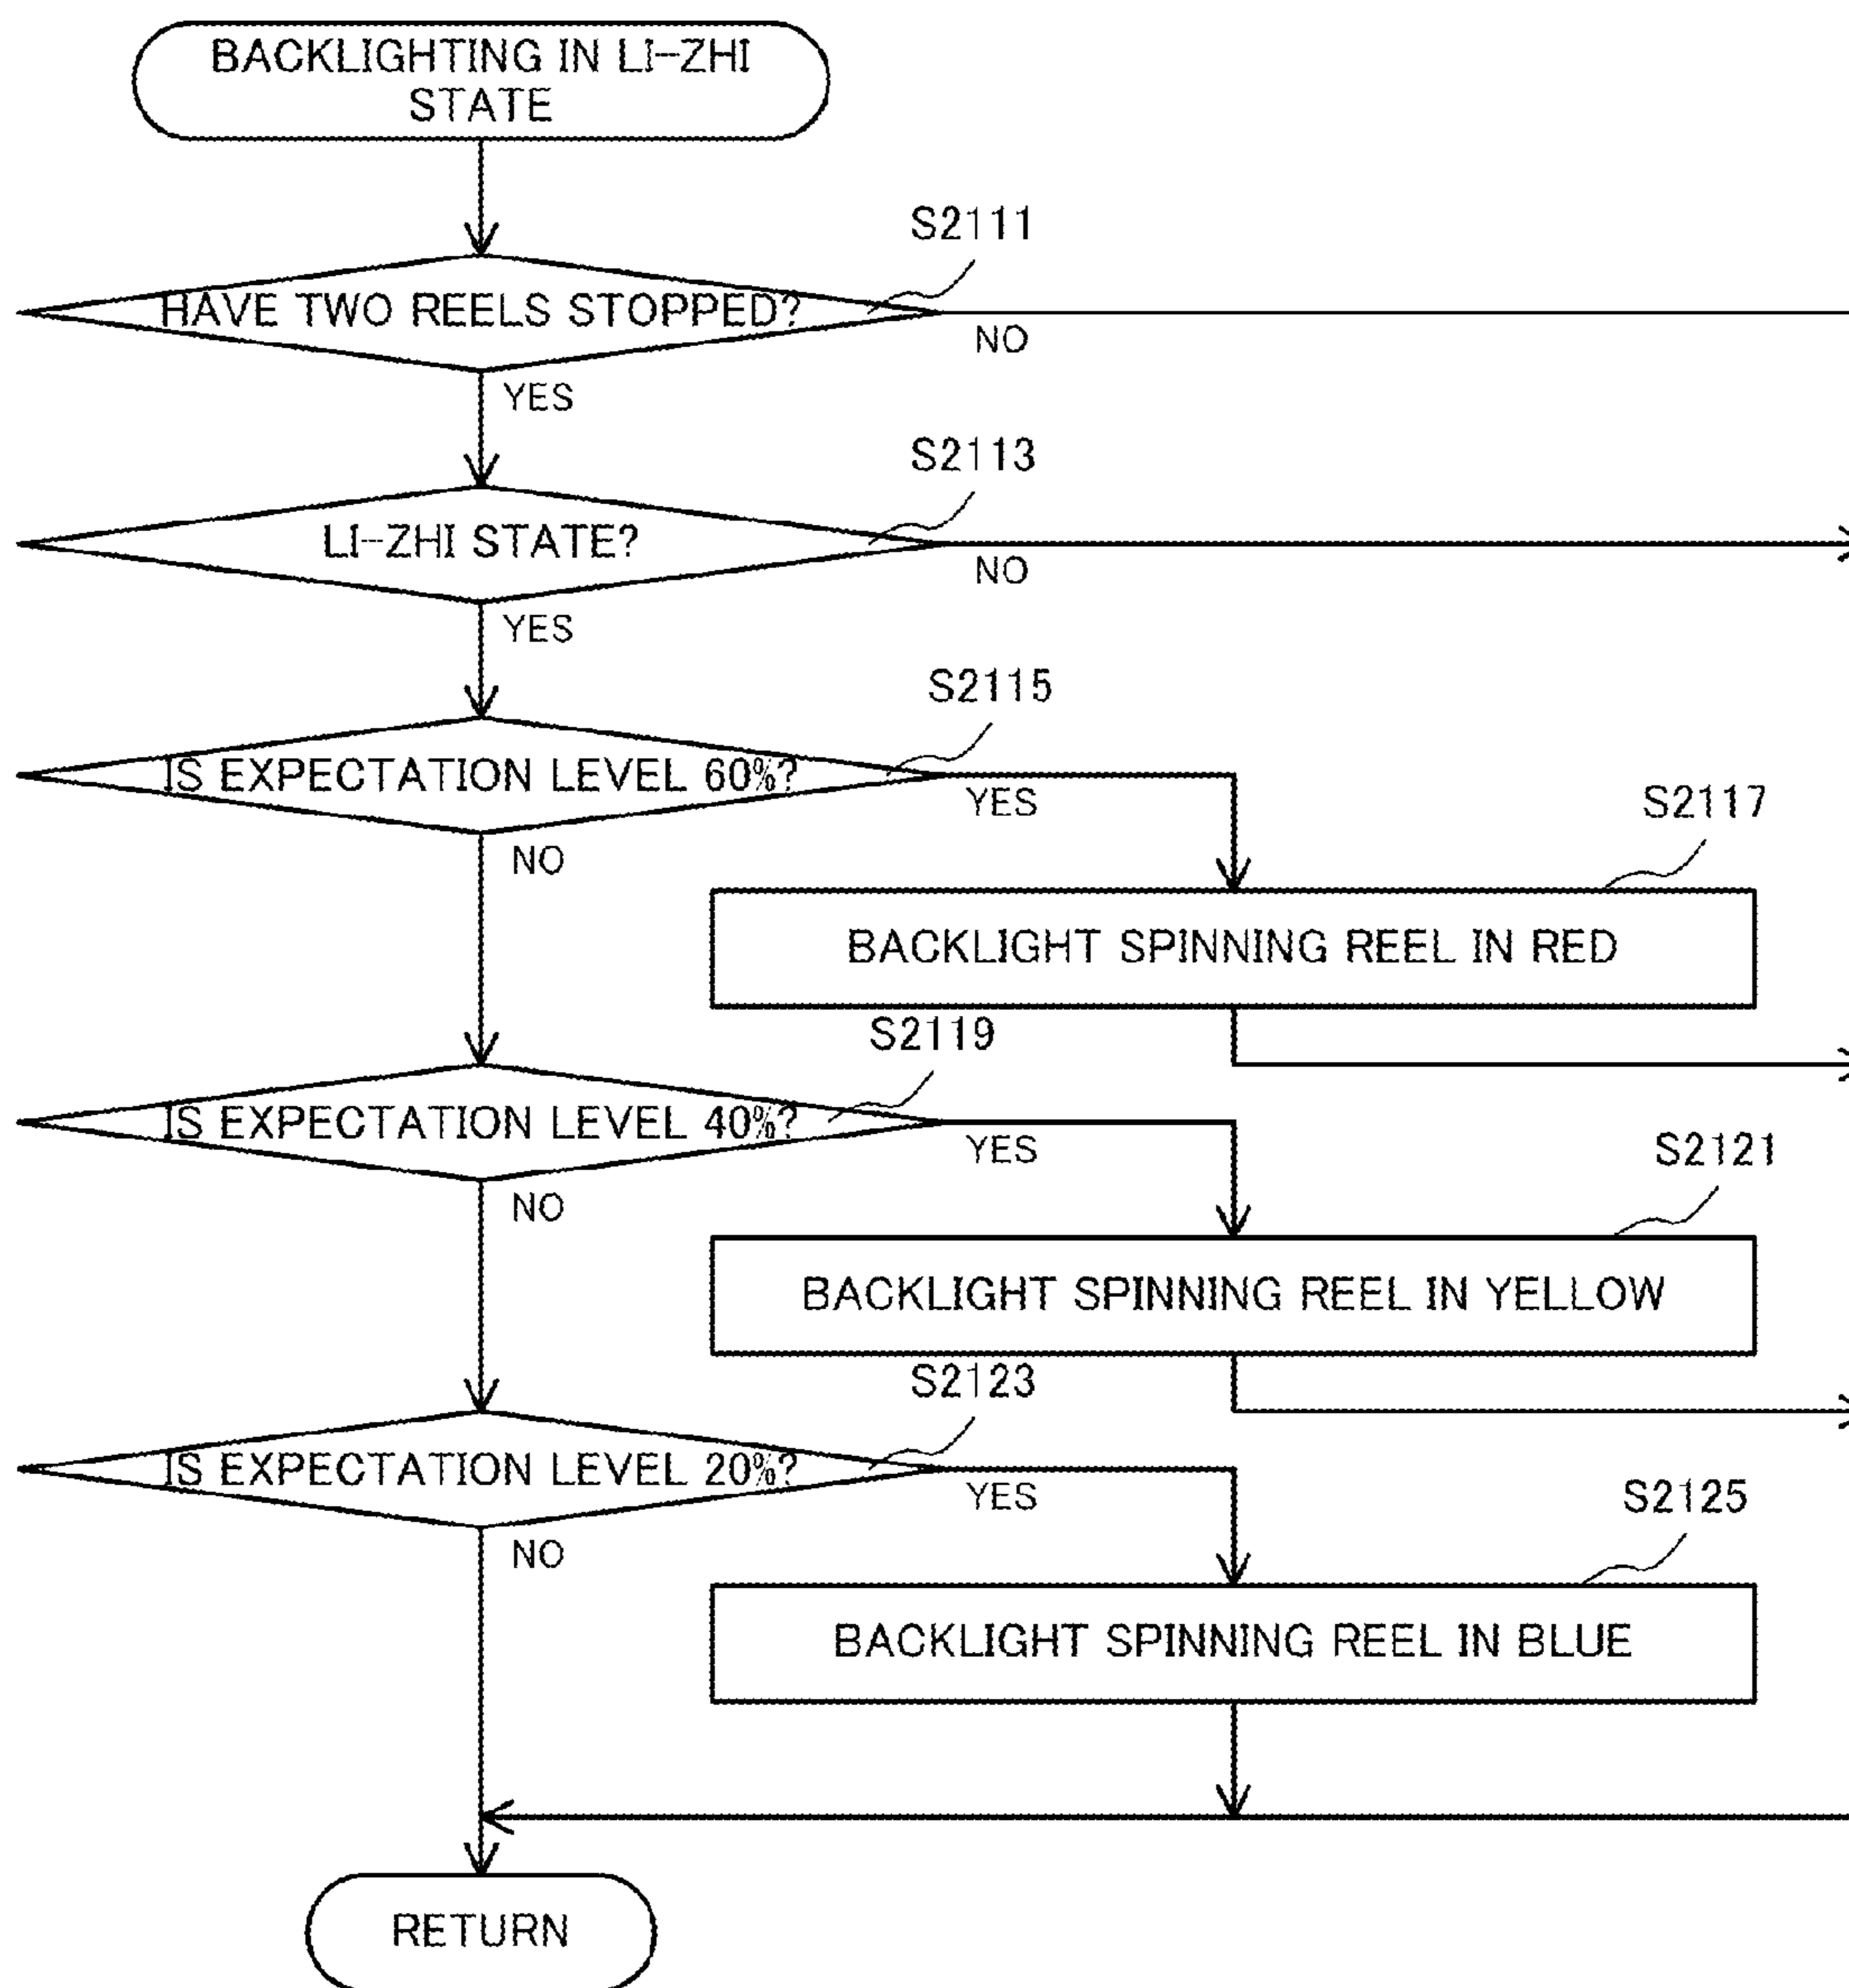 BACKLIGHTING IN LI-ZHI
STATE
S2111
HAVE TWO REELS STOPPED?
NO
YES
S2113
LI-ZHI STATE?
NO
YES
S2115
IS EXPECTATION LEVEL 60%?
YES
NO
S2117
BACKLIGHT SPINNING REEL IN RED
S2119
IS EXPECTATION LEVEL 40%?
YES
NO
S2121
BACKLIGHT SPINNING REEL IN YELLOW
S2123
IS EXPECTATION LEVEL 20%?
YES
NO
S2125
BACKLIGHT SPINNING REEL IN BLUE
RETURN